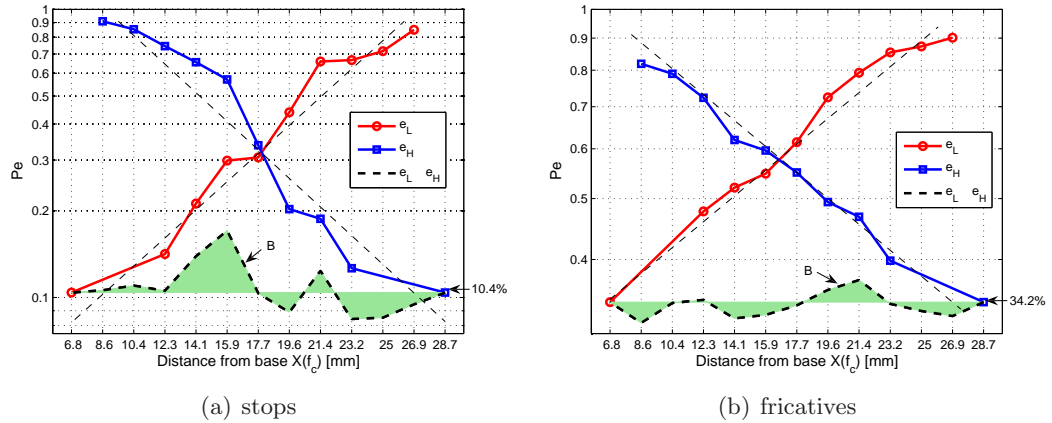 1
0.9
0.8
0.7
0.6
0.5
0.4
0.3
0.2
0.1
Pe
e_L
e_H
e_L e_H
B
10.4%
6.8 8.6 10.4 12.3 14.1 15.9 17.7 19.6 21.4 23.2 25 26.9 28.7
Distance from base X(f_c) [mm]
(a) stops
1
0.9
0.8
0.7
0.6
0.5
0.4
Pe
e_L
e_H
e_L e_H
B
34.2%
6.8 8.6 10.4 12.3 14.1 15.9 17.7 19.6 21.4 23.2 25 26.9 28.7
Distance from base X(f_c) [mm]
(b) fricatives